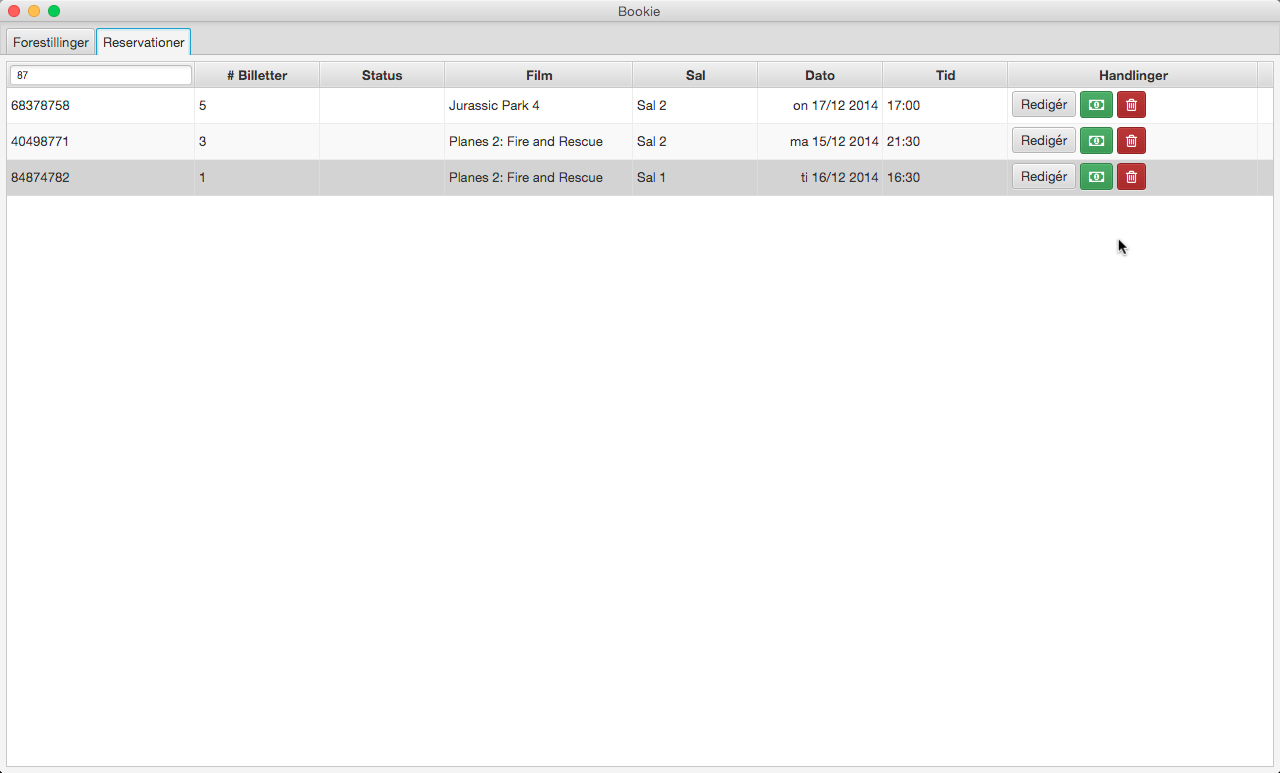 Bookie
Forestillinger Reservationer
87 # Billetter Status Film Sal Dato Tid Handlinger
68378758 5 Jurassic Park 4 Sal 2 on 17/12 2014 17:00 Redigér
40498771 3 Planes 2: Fire and Rescue Sal 2 ma 15/12 2014 21:30 Redigér
84874782 1 Planes 2: Fire and Rescue Sal 1 ti 16/12 2014 16:30 Redigér